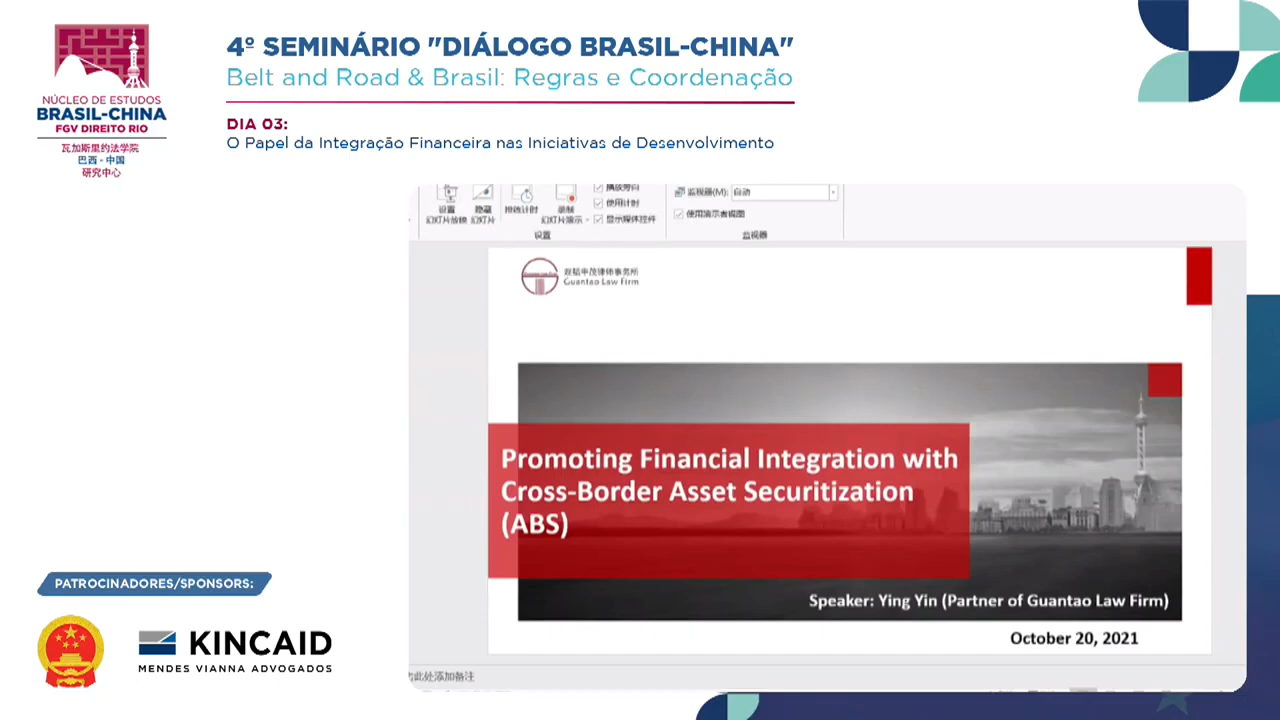 4º SEMINÁRIO "DIÁLOGO BRASIL-CHINA"
Belt and Road & Brasil: Regras e Coordenação
DIA 03:
O Papel da Integração Financeira nas Iniciativas de Desenvolvimento
NÚCLEO DE ESTUDOS
BRASIL-CHINA
FGV DIREITO RIO
瓦加斯里约法学院
巴西 - 中国
研究中心
播放旁白
监视器(M): 自动
设置 隐藏 排练计时 录制
使用计时
使用演示者视图
幻灯片放映 幻灯片 幻灯片演示
显示媒体控件
设置
监视器
观韬中茂律师事务所
Guantao Law Firm
Promoting Financial Integration with
Cross-Border Asset Securitization
(ABS)
Speaker: Ying Yin (Partner of Guantao Law Firm)
October 20, 2021
此处添加备注
PATROCINADORES/SPONSORS:
KINCAID
MENDES VIANNA ADVOGADOS